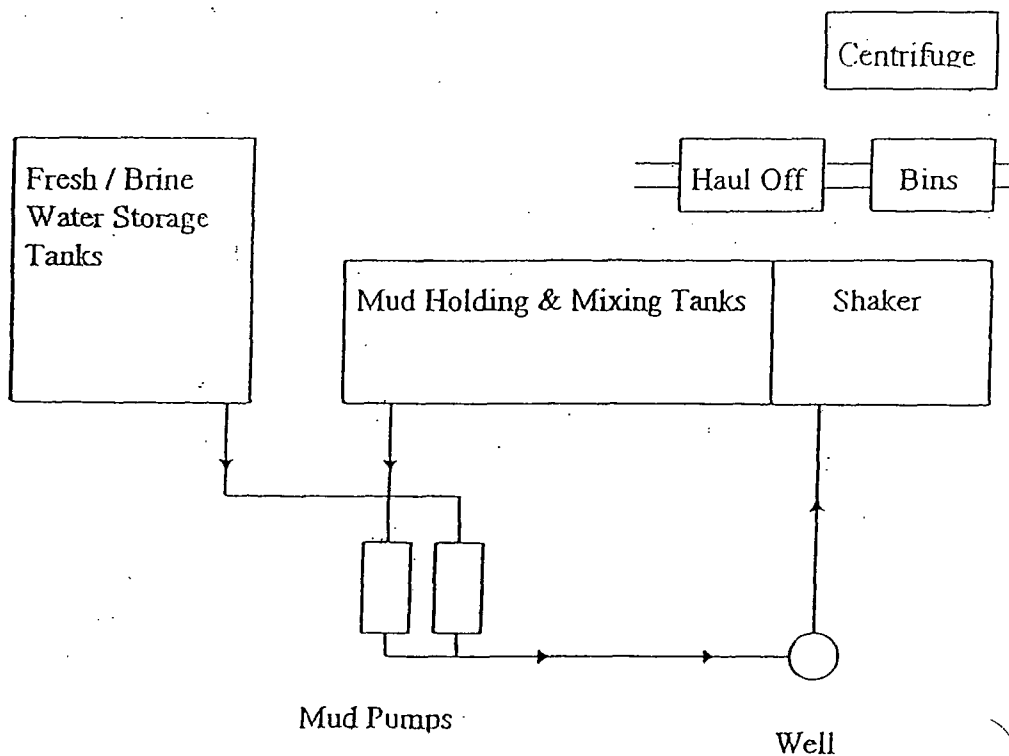 Centrifuge
Fresh / Brine
Water Storage
Tanks
Haul Off
Bins
Mud Holding & Mixing Tanks
Shaker
Mud Pumps
Well